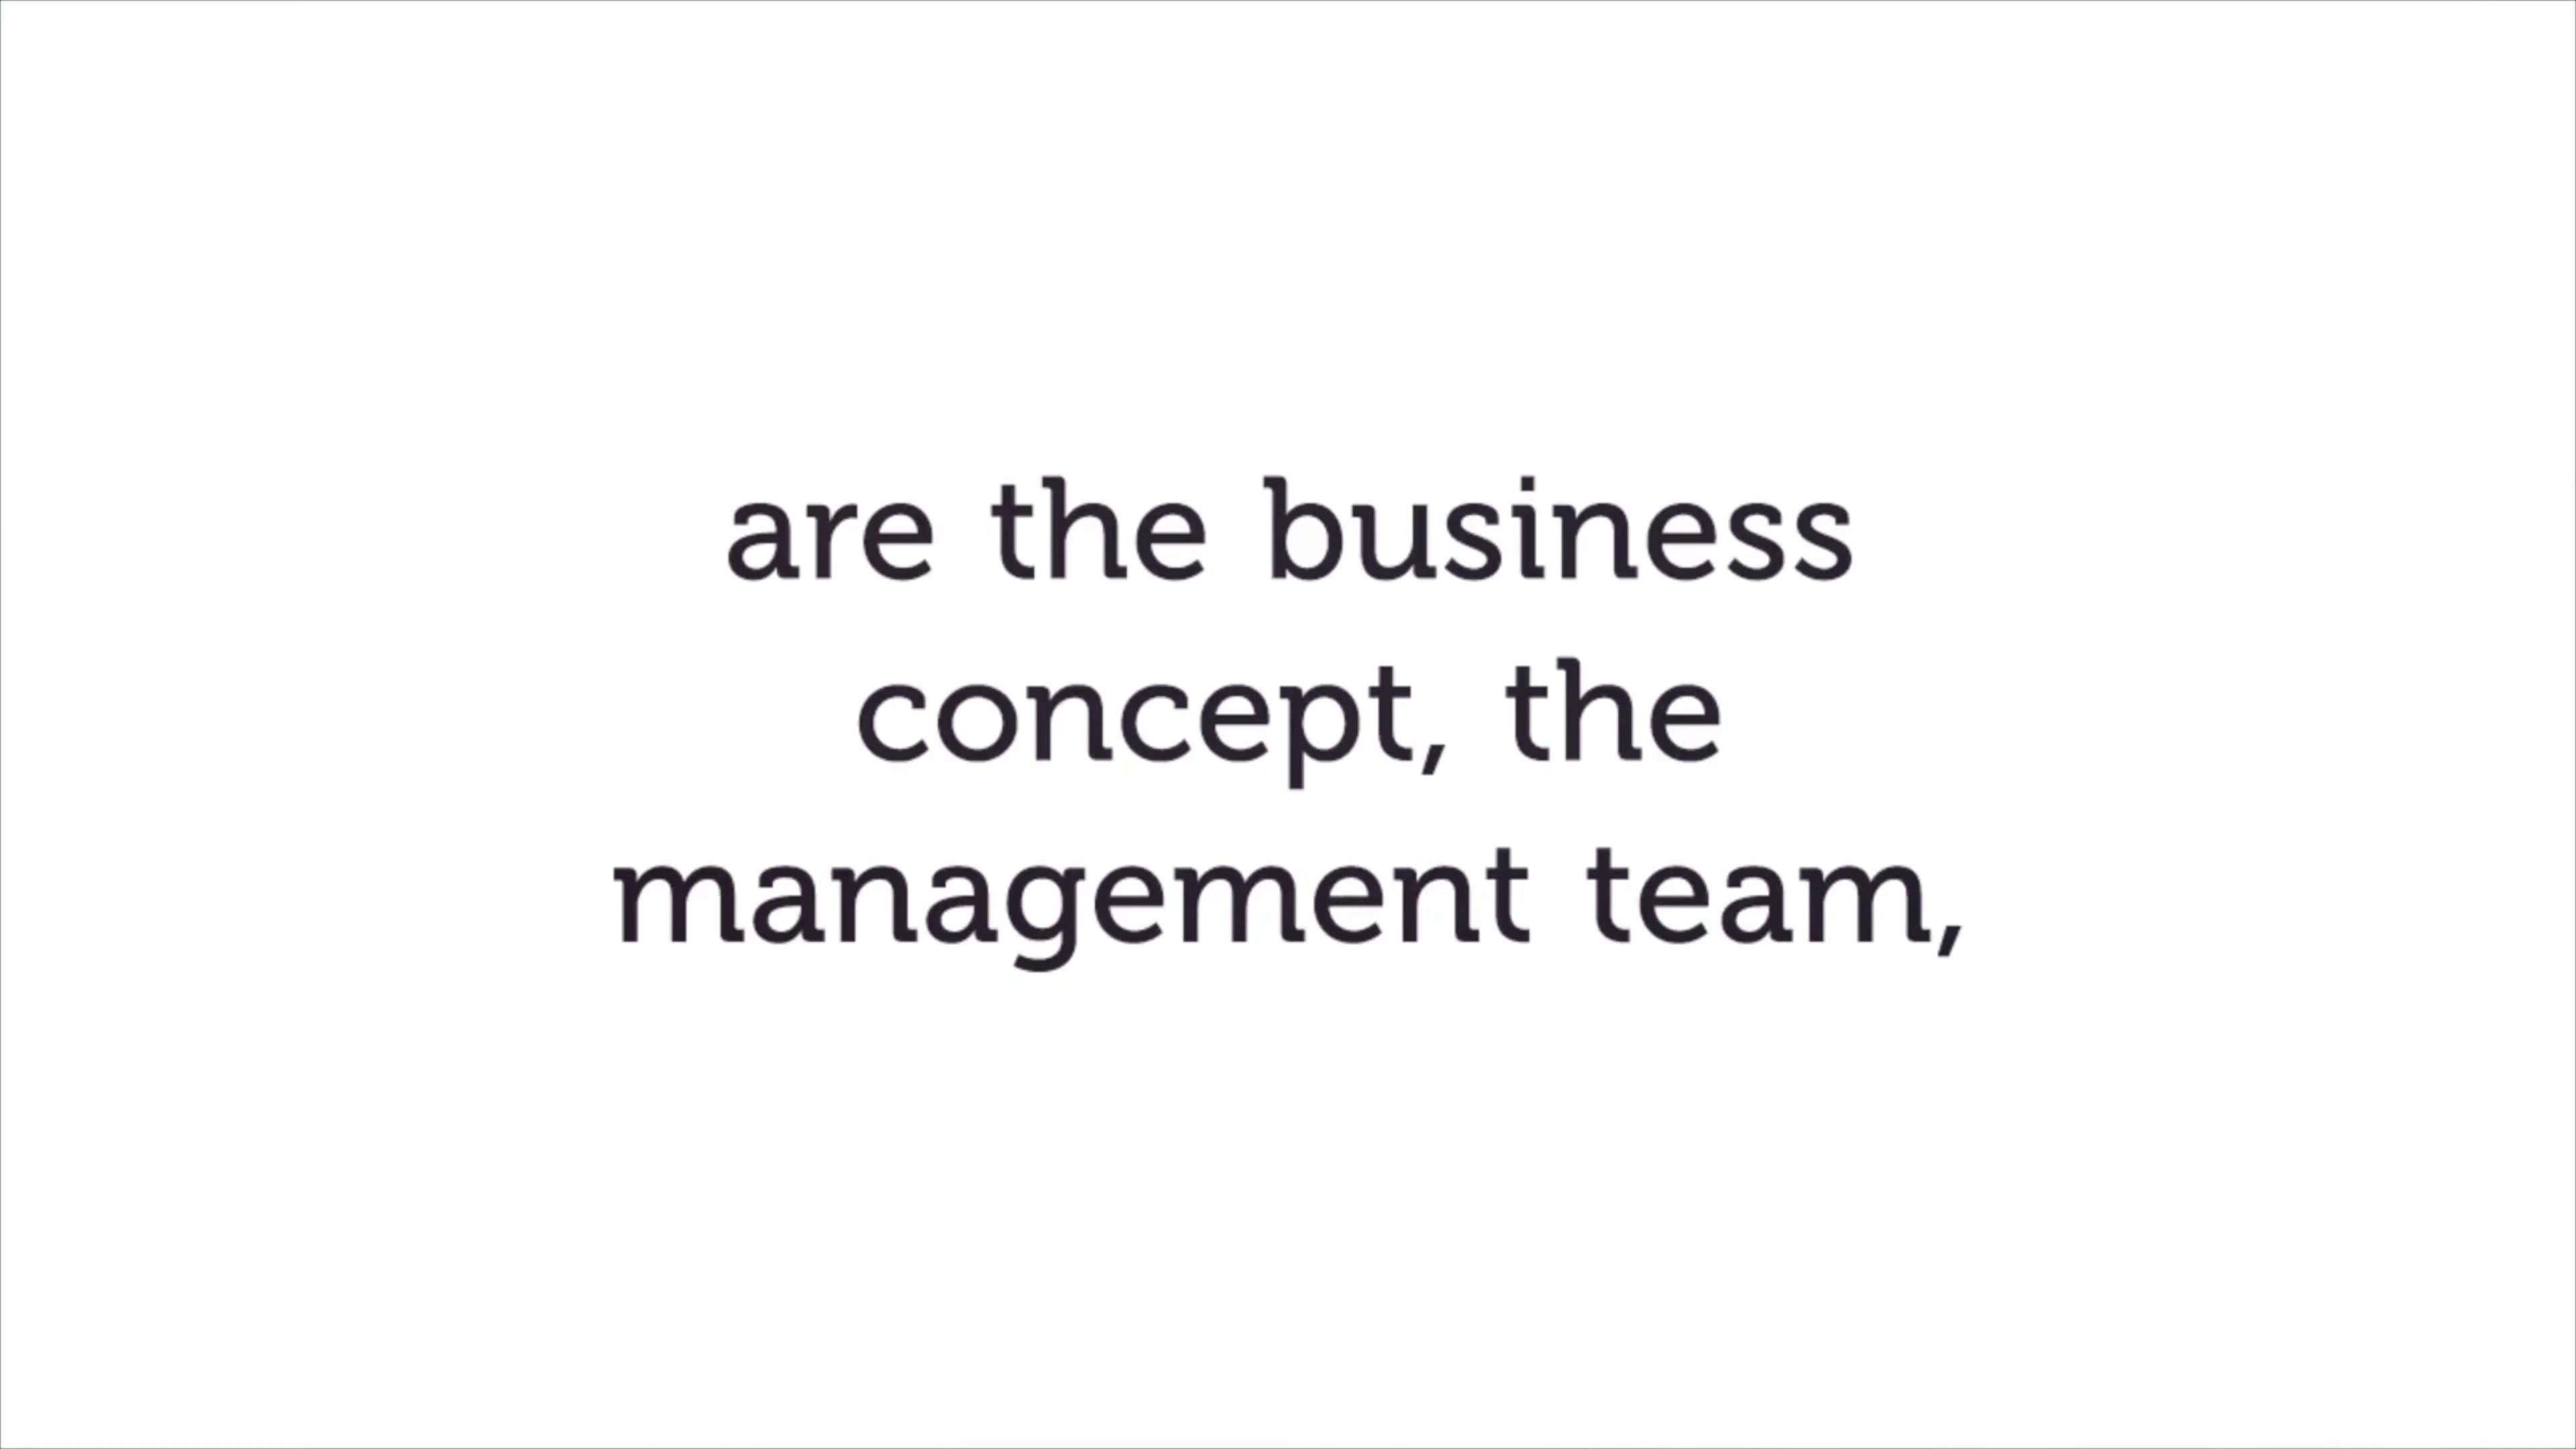 are the business
concept, the
management team,